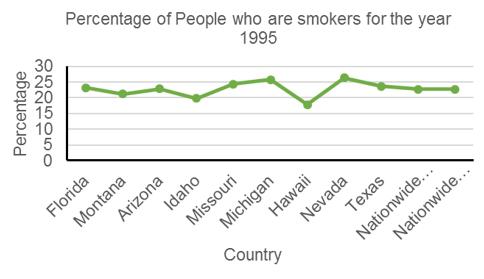 Percentage of People who are smokers for the year
1995
Percentage
30
25
20
15
10
5
0
Florida
Montana
Arizona
Idaho
Missouri
Michigan
Hawaii
Nevada
Texas
Nationwide…
Nationwide…
Country